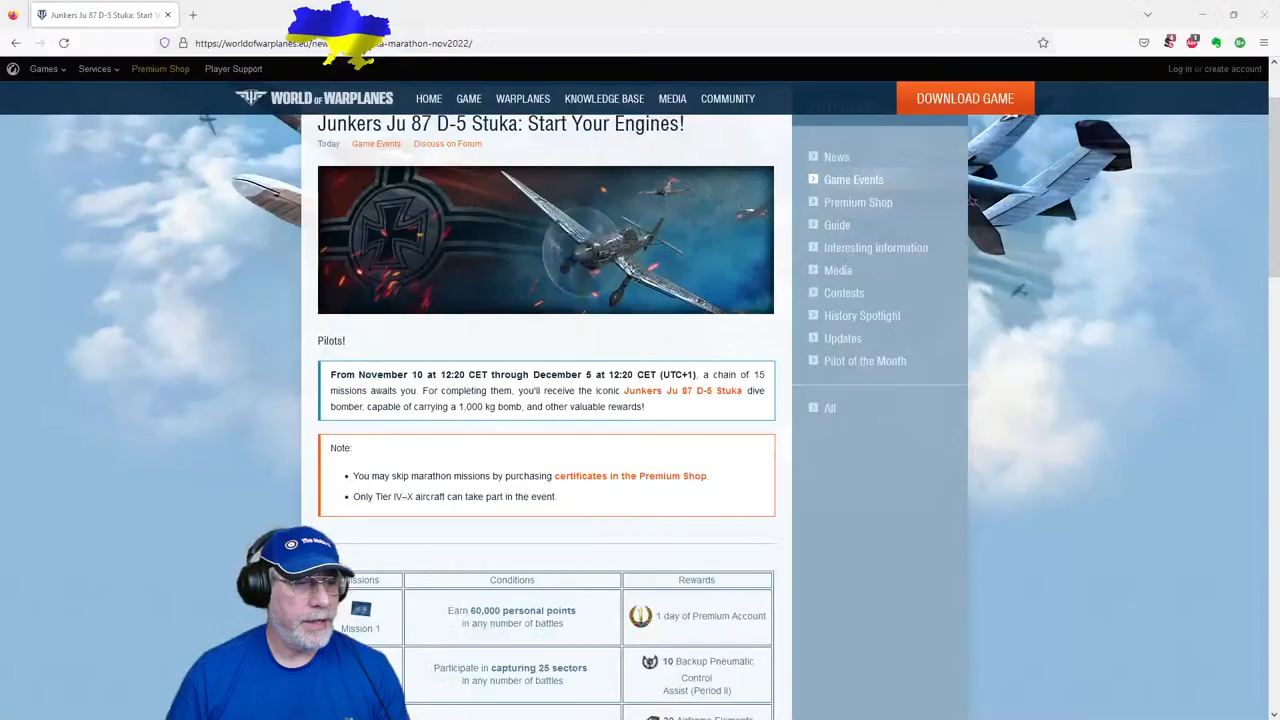 Junkers Ju 87 D-5 Stuka: Start Yo
https://worldofwarplanes.eu/ne
a-marathon-nov2022/
Games
Services
Premium Shop
Player Support
Log in or create account
WORLD OF WARPLANES
HOME
GAME
WARPLANES
KNOWLEDGE BASE
MEDIA
COMMUNITY
DOWNLOAD GAME
Junkers Ju 87 D-5 Stuka: Start Your Engines!
Today
Game Events
Discuss on Forum
Pilots!
From November 10 at 12:20 CET through December 5 at 12:20 CET (UTC+1), a chain of 15
missions awaits you. For completing them, you'll receive the iconic Junkers Ju 87 D-5 Stuka dive
bomber, capable of carrying a 1,000 kg bomb, and other valuable rewards!
Note:
• You may skip marathon missions by purchasing certificates in the Premium Shop.
• Only Tier IV–X aircraft can take part in the event.
ssions
Conditions
Rewards
Mission 1
Earn 60,000 personal points
in any number of battles
1 day of Premium Account
Participate in capturing 25 sectors
in any number of battles
10 Backup Pneumatic
Control
Assist (Period II)
20 Airframe Elements
News
Game Events
Premium Shop
Guide
Interesting information
Media
Contests
History Spotlight
Updates
Pilot of the Month
All